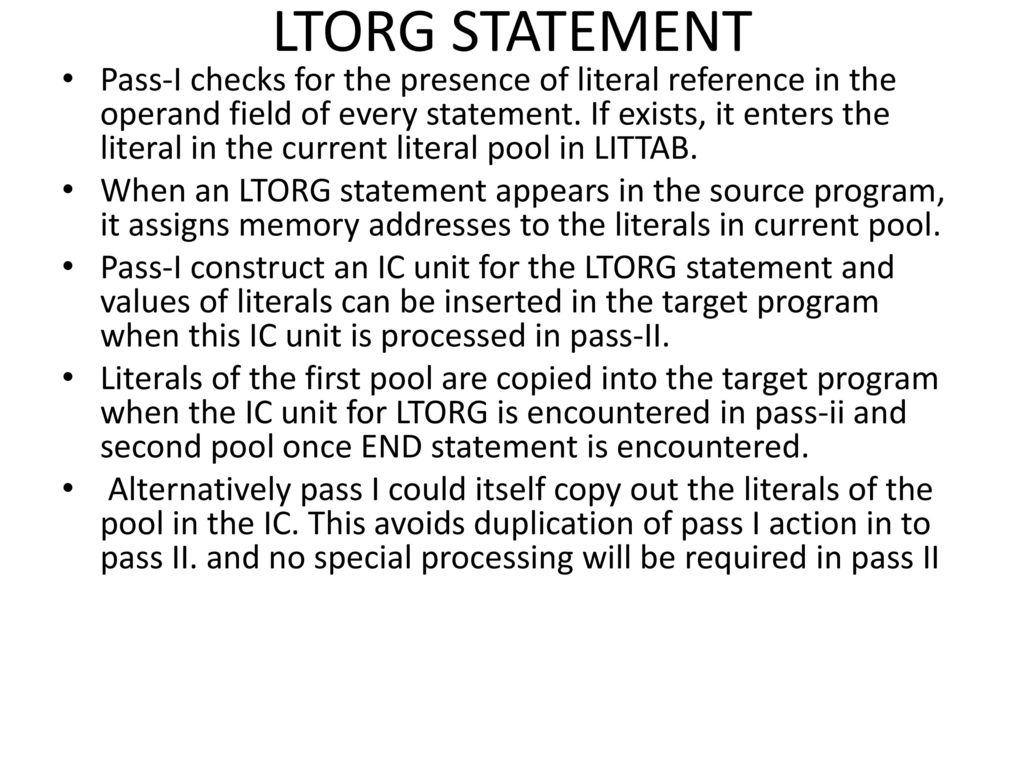 LTORG STATEMENT
• Pass-I checks for the presence of literal reference in the
operand field of every statement. If exists, it enters the
literal in the current literal pool in LITTAB.
• When an LTORG statement appears in the source program,
it assigns memory addresses to the literals in current pool.
• Pass-I construct an IC unit for the LTORG statement and
values of literals can be inserted in the target program
when this IC unit is processed in pass-II.
• Literals of the first pool are copied into the target program
when the IC unit for LTORG is encountered in pass-ii and
second pool once END statement is encountered.
• Alternatively pass I could itself copy out the literals of the
pool in the IC. This avoids duplication of pass I action in to
pass II. and no special processing will be required in pass II